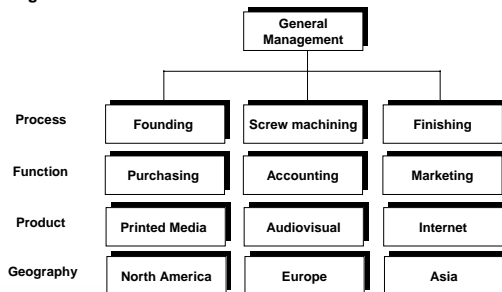 General
Management
Process Founding Screw machining Finishing
Function Purchasing Accounting Marketing
Product Printed Media Audiovisual Internet
Geography North America Europe Asia